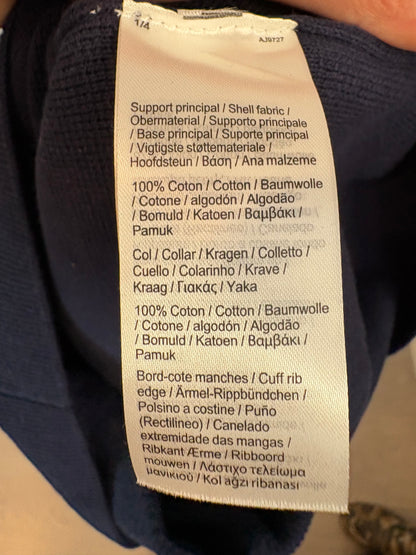 1/4
AJ9727
Support principal / Shell fabric /
Obermaterial / Supporto principale
/ Base principal / Suporte principal
/ Vigtigste støttemateriale /
Hoofdsteun / Βάση / Ana malzeme
100% Coton / Cotton / Baumwolle
/ Cotone / algodón / Algodão
/ Bomuld / Katoen / Βαμβάκι /
Pamuk
Col / Collar / Kragen / Colletto /
Cuello / Colarinho / Krave /
Kraag / Γιακάς / Yaka
100% Coton / Cotton / Baumwolle
/ Cotone / algodón / Algodão
/ Bomuld / Katoen / Βαμβάκι /
Pamuk
Bord-cote manches / Cuff rib
edge / Ärmel-Rippbündchen /
Polsino a costine / Puño
(Rectilineo) / Canelado
extremidade das mangas /
Ribkant Ærme / Ribboord
mouwen / Λάστιχο τελείωμα
μανικιού / Kol ağzı ribanası